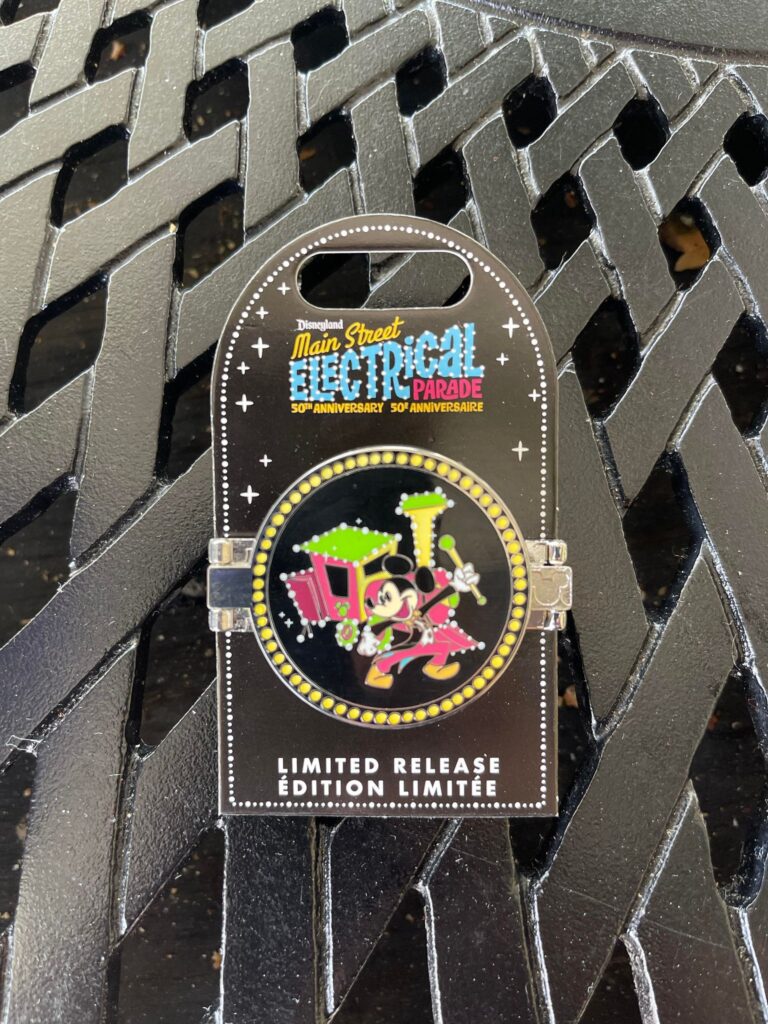 Disneyland
Main Street
ELECTRICAL
PARADE
50TH ANNIVERSARY 50E ANNIVERSAIRE
LIMITED RELEASE
ÉDITION LIMITÉE